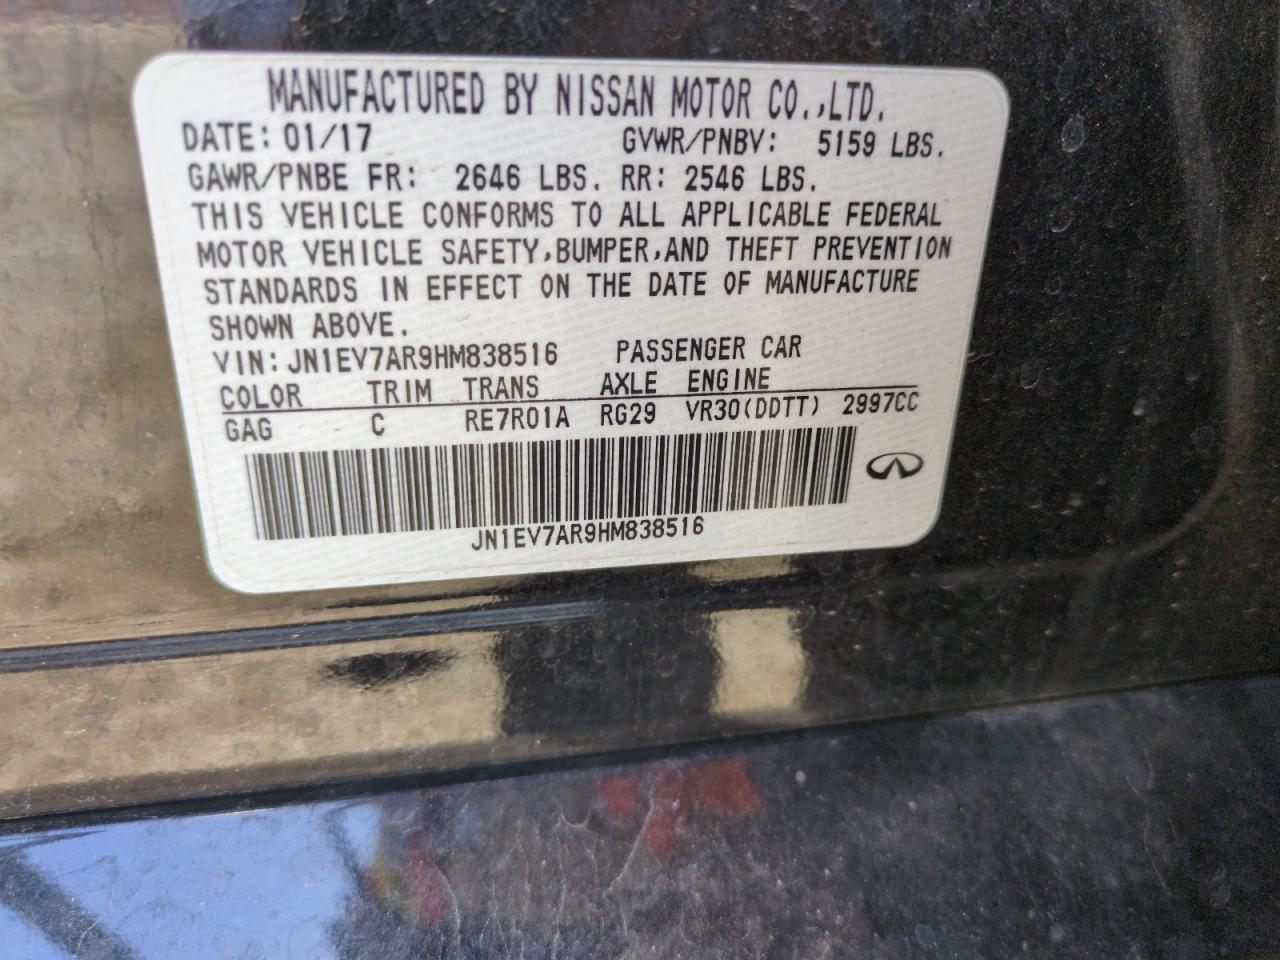 MANUFACTURED BY NISSAN MOTOR CO.,LTD.
DATE: 01/17 GVWR/PNBV: 5159 LBS.
GAWR/PNBE FR: 2646 LBS. RR: 2546 LBS.
THIS VEHICLE CONFORMS TO ALL APPLICABLE FEDERAL
MOTOR VEHICLE SAFETY,BUMPER,AND THEFT PREVENTION
STANDARDS IN EFFECT ON THE DATE OF MANUFACTURE
SHOWN ABOVE.
VIN: JN1EV7AR9HM838516 PASSENGER CAR
COLOR TRIM TRANS AXLE ENGINE
GAG C RE7R01A RG29 VR30(DDTT) 2997CC
JN1EV7AR9HM838516